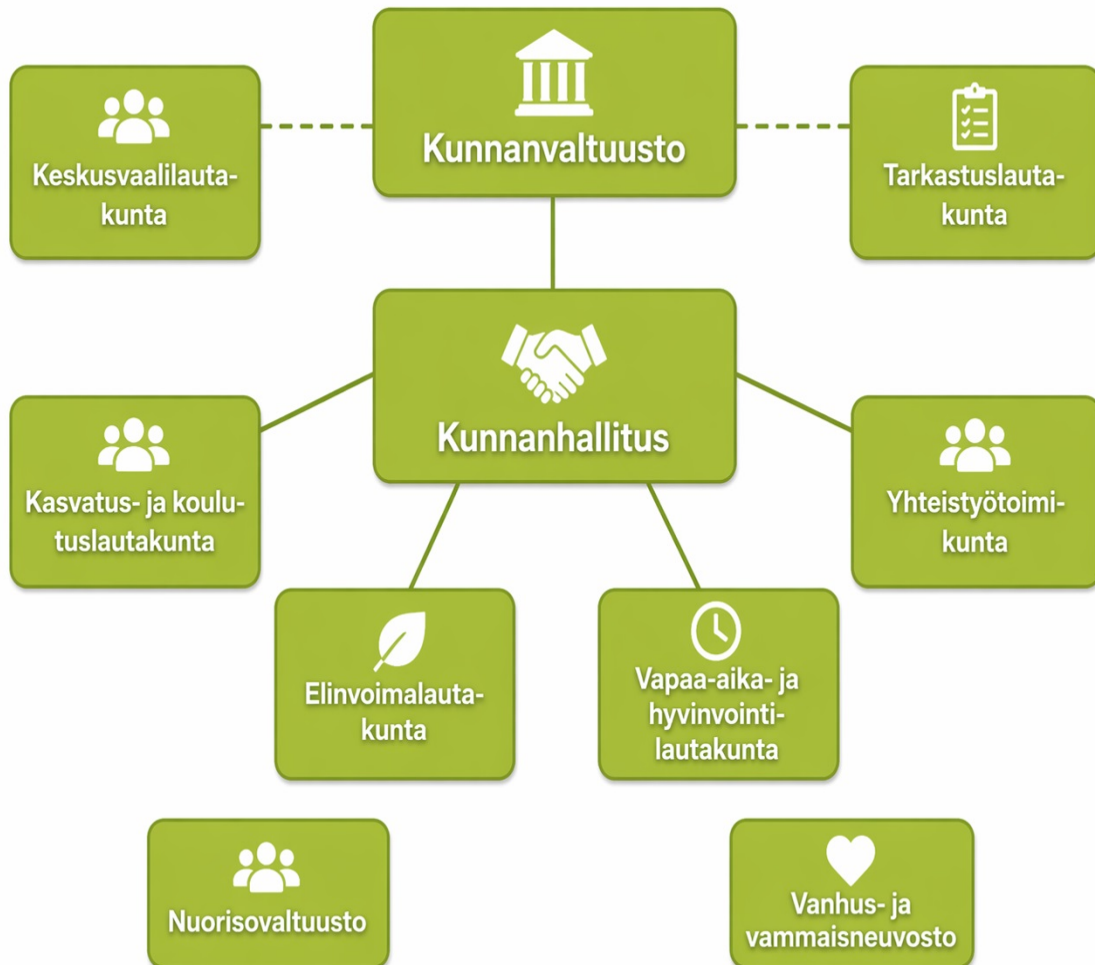 Kunnanvaltuusto
Keskusvaalilauta-
kunta
Tarkastuslauta-
kunta
Kunnanhallitus
Kasvatus- ja koulu-
tuslautakunta
Yhteistyötoimi-
kunta
Elinvoimalauta-
kunta
Vapaa-aika- ja
hyvinvointi-
lautakunta
Nuorisovaltuusto
Vanhus- ja
vammaisneuvosto